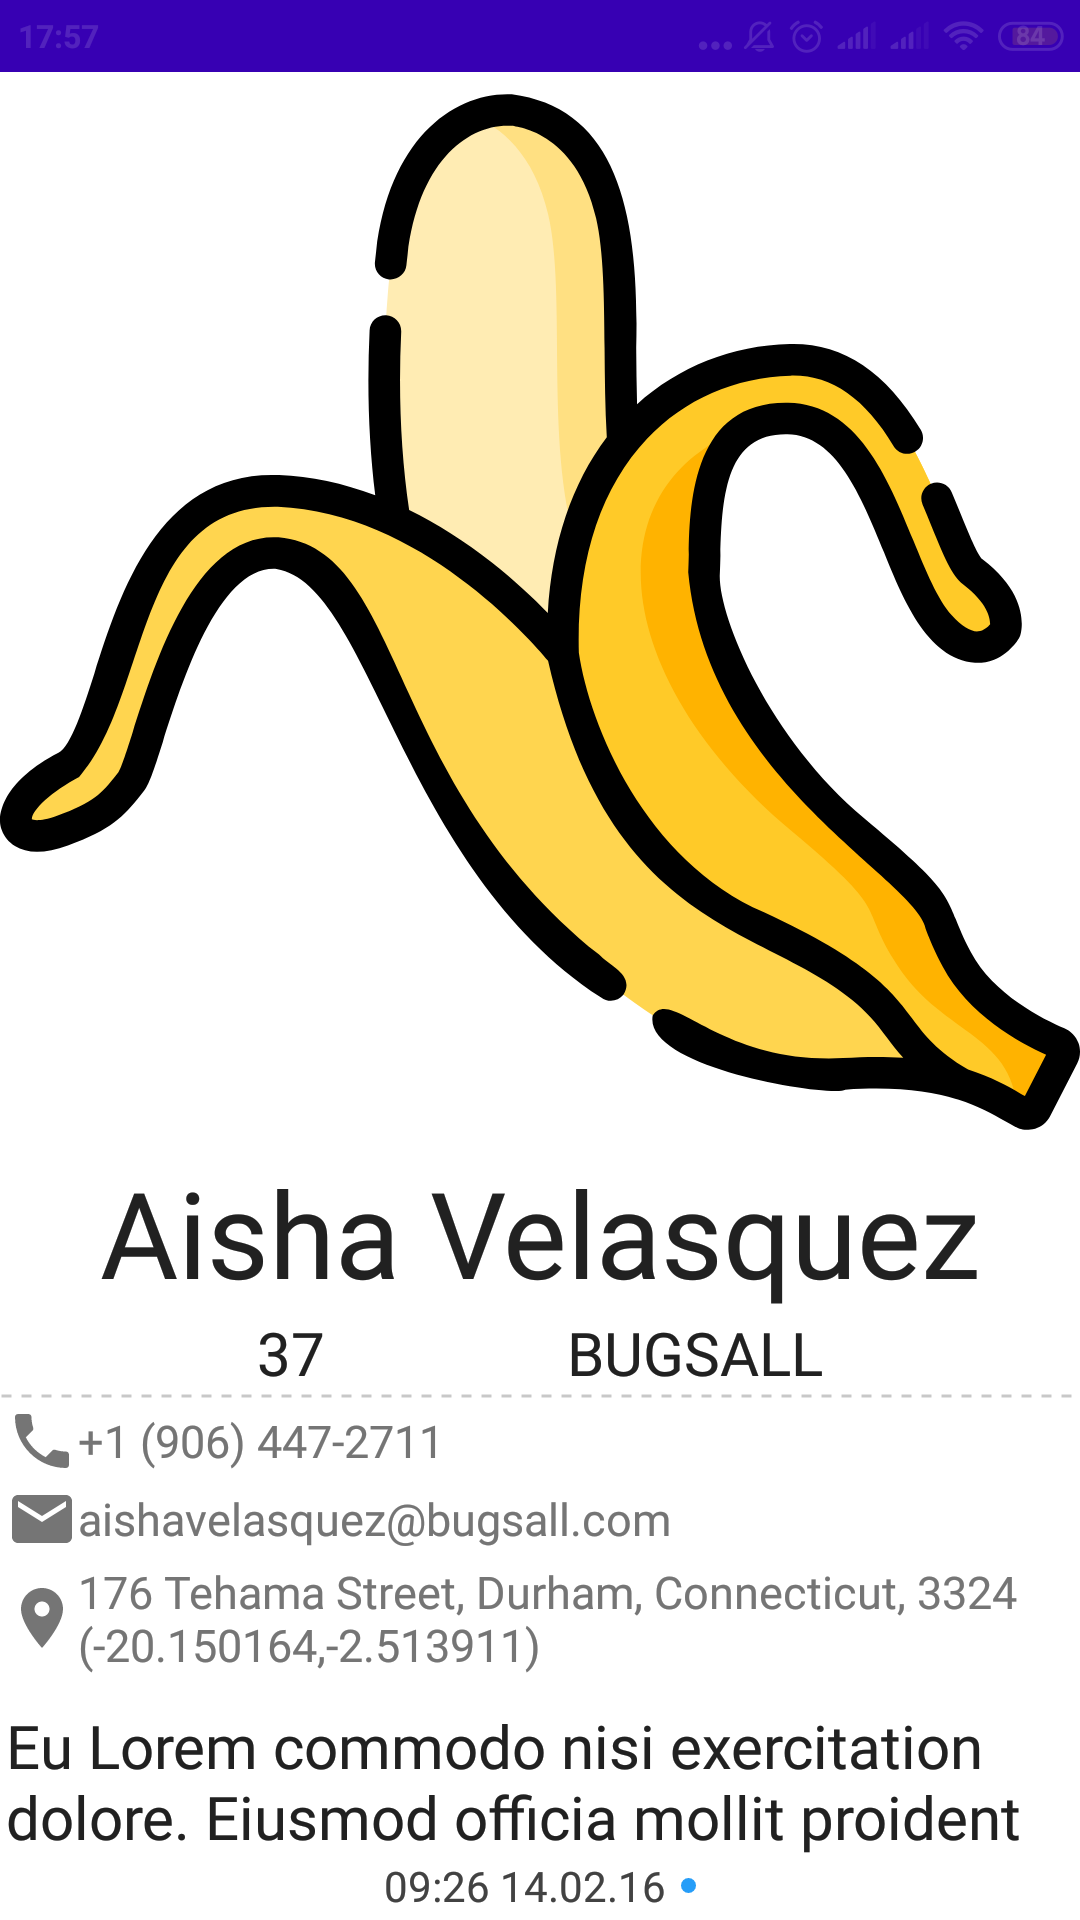 17:57
84
Aisha Velasquez
37 BUGSALL
+1 (906) 447-2711
aishavelasquez@bugsall.com
176 Tehama Street, Durham, Connecticut, 3324
(-20.150164,-2.513911)
Eu Lorem commodo nisi exercitation
dolore. Eiusmod officia mollit proident
09:26 14.02.16